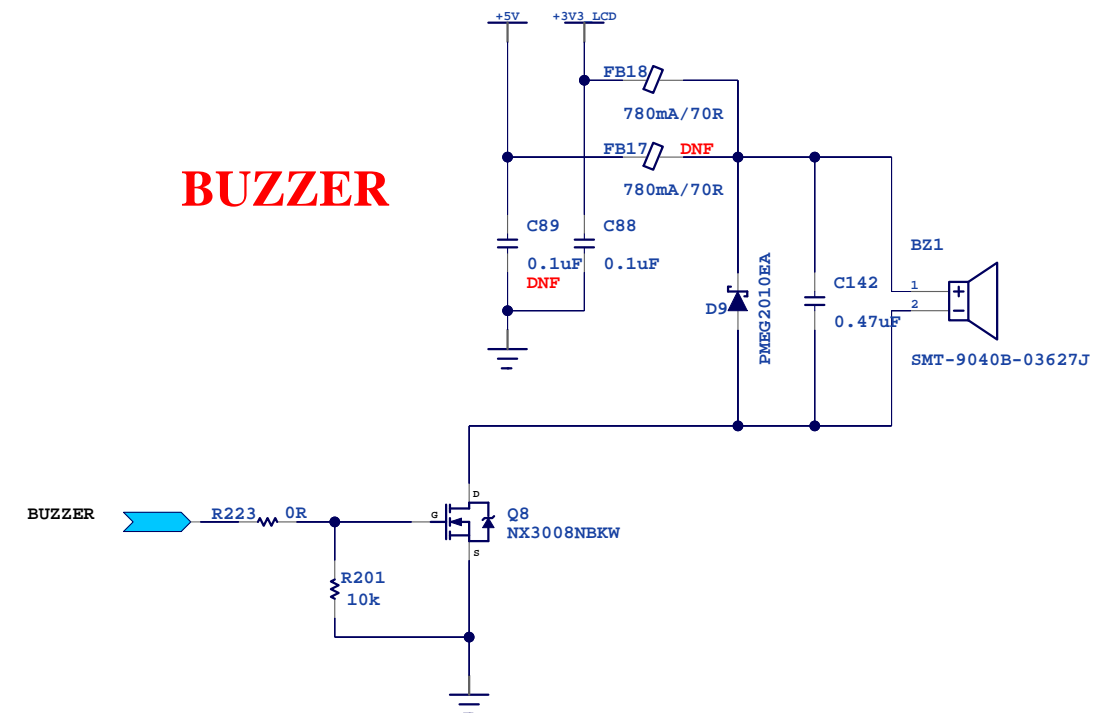 +5V
+3V3_LCD
FB18
780mA/70R
FB17
DNF
780mA/70R
BUZZER
C89
C88
0.1uF
0.1uF
DNF
BZ1
D9
PMEG2010EA
C142
0.47uF
1
2
SMT-9040B-03627J
BUZZER
R223
0R
G
D
S
Q8
NX3008NBKW
R201
10k